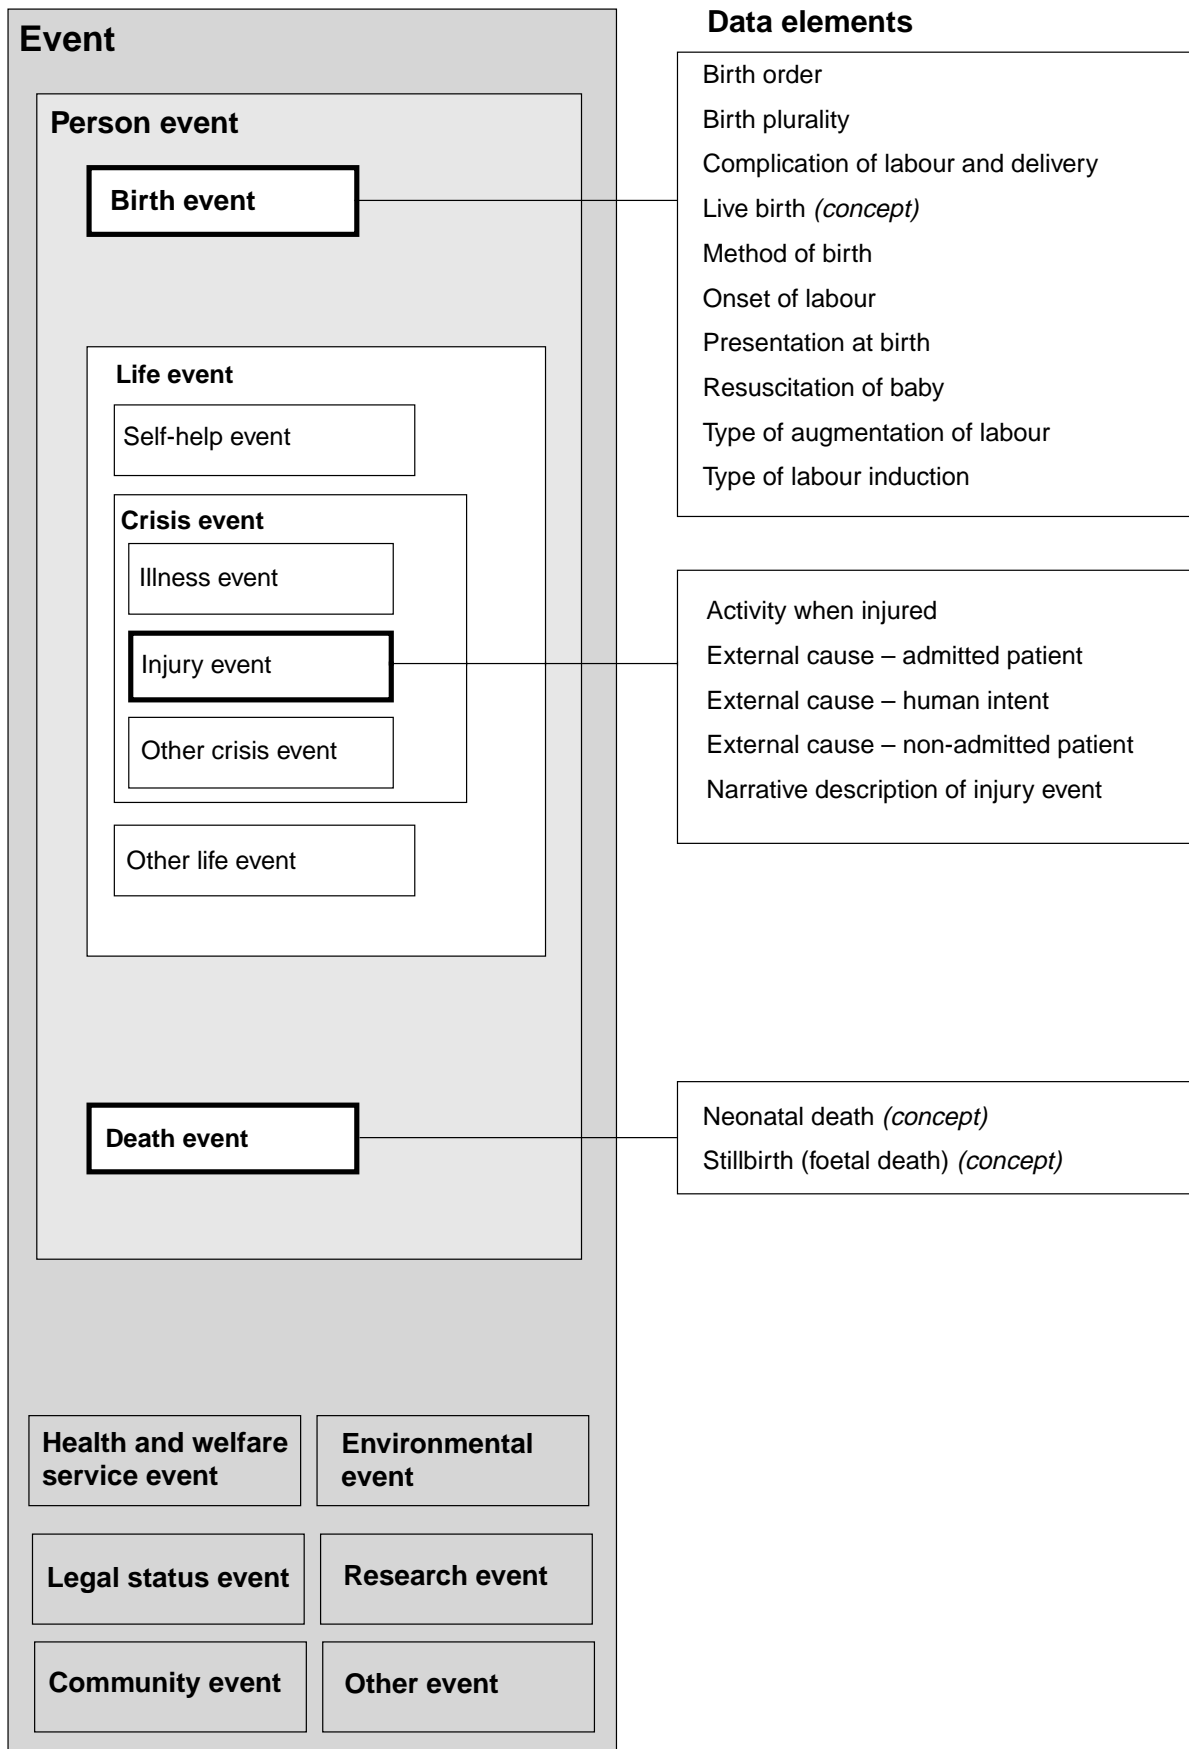 Event
Person event
Birth event
Life event
Self-help event
Crisis event
Illness event
Injury event
Other crisis event
Other life event
Death event
Health and welfare
service event
Environmental
event
Legal status event
Research event
Community event
Other event
Data elements
Birth order
Birth plurality
Complication of labour and delivery
Live birth (concept)
Method of birth
Onset of labour
Presentation at birth
Resuscitation of baby
Type of augmentation of labour
Type of labour induction
Activity when injured
External cause – admitted patient
External cause – human intent
External cause – non-admitted patient
Narrative description of injury event
Neonatal death (concept)
Stillbirth (foetal death) (concept)